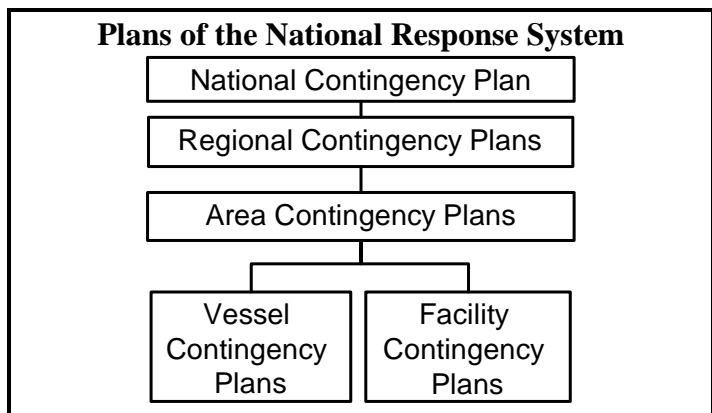 Plans of the National Response System
National Contingency Plan
Regional Contingency Plans
Area Contingency Plans
Vessel
Contingency
Plans
Facility
Contingency
Plans